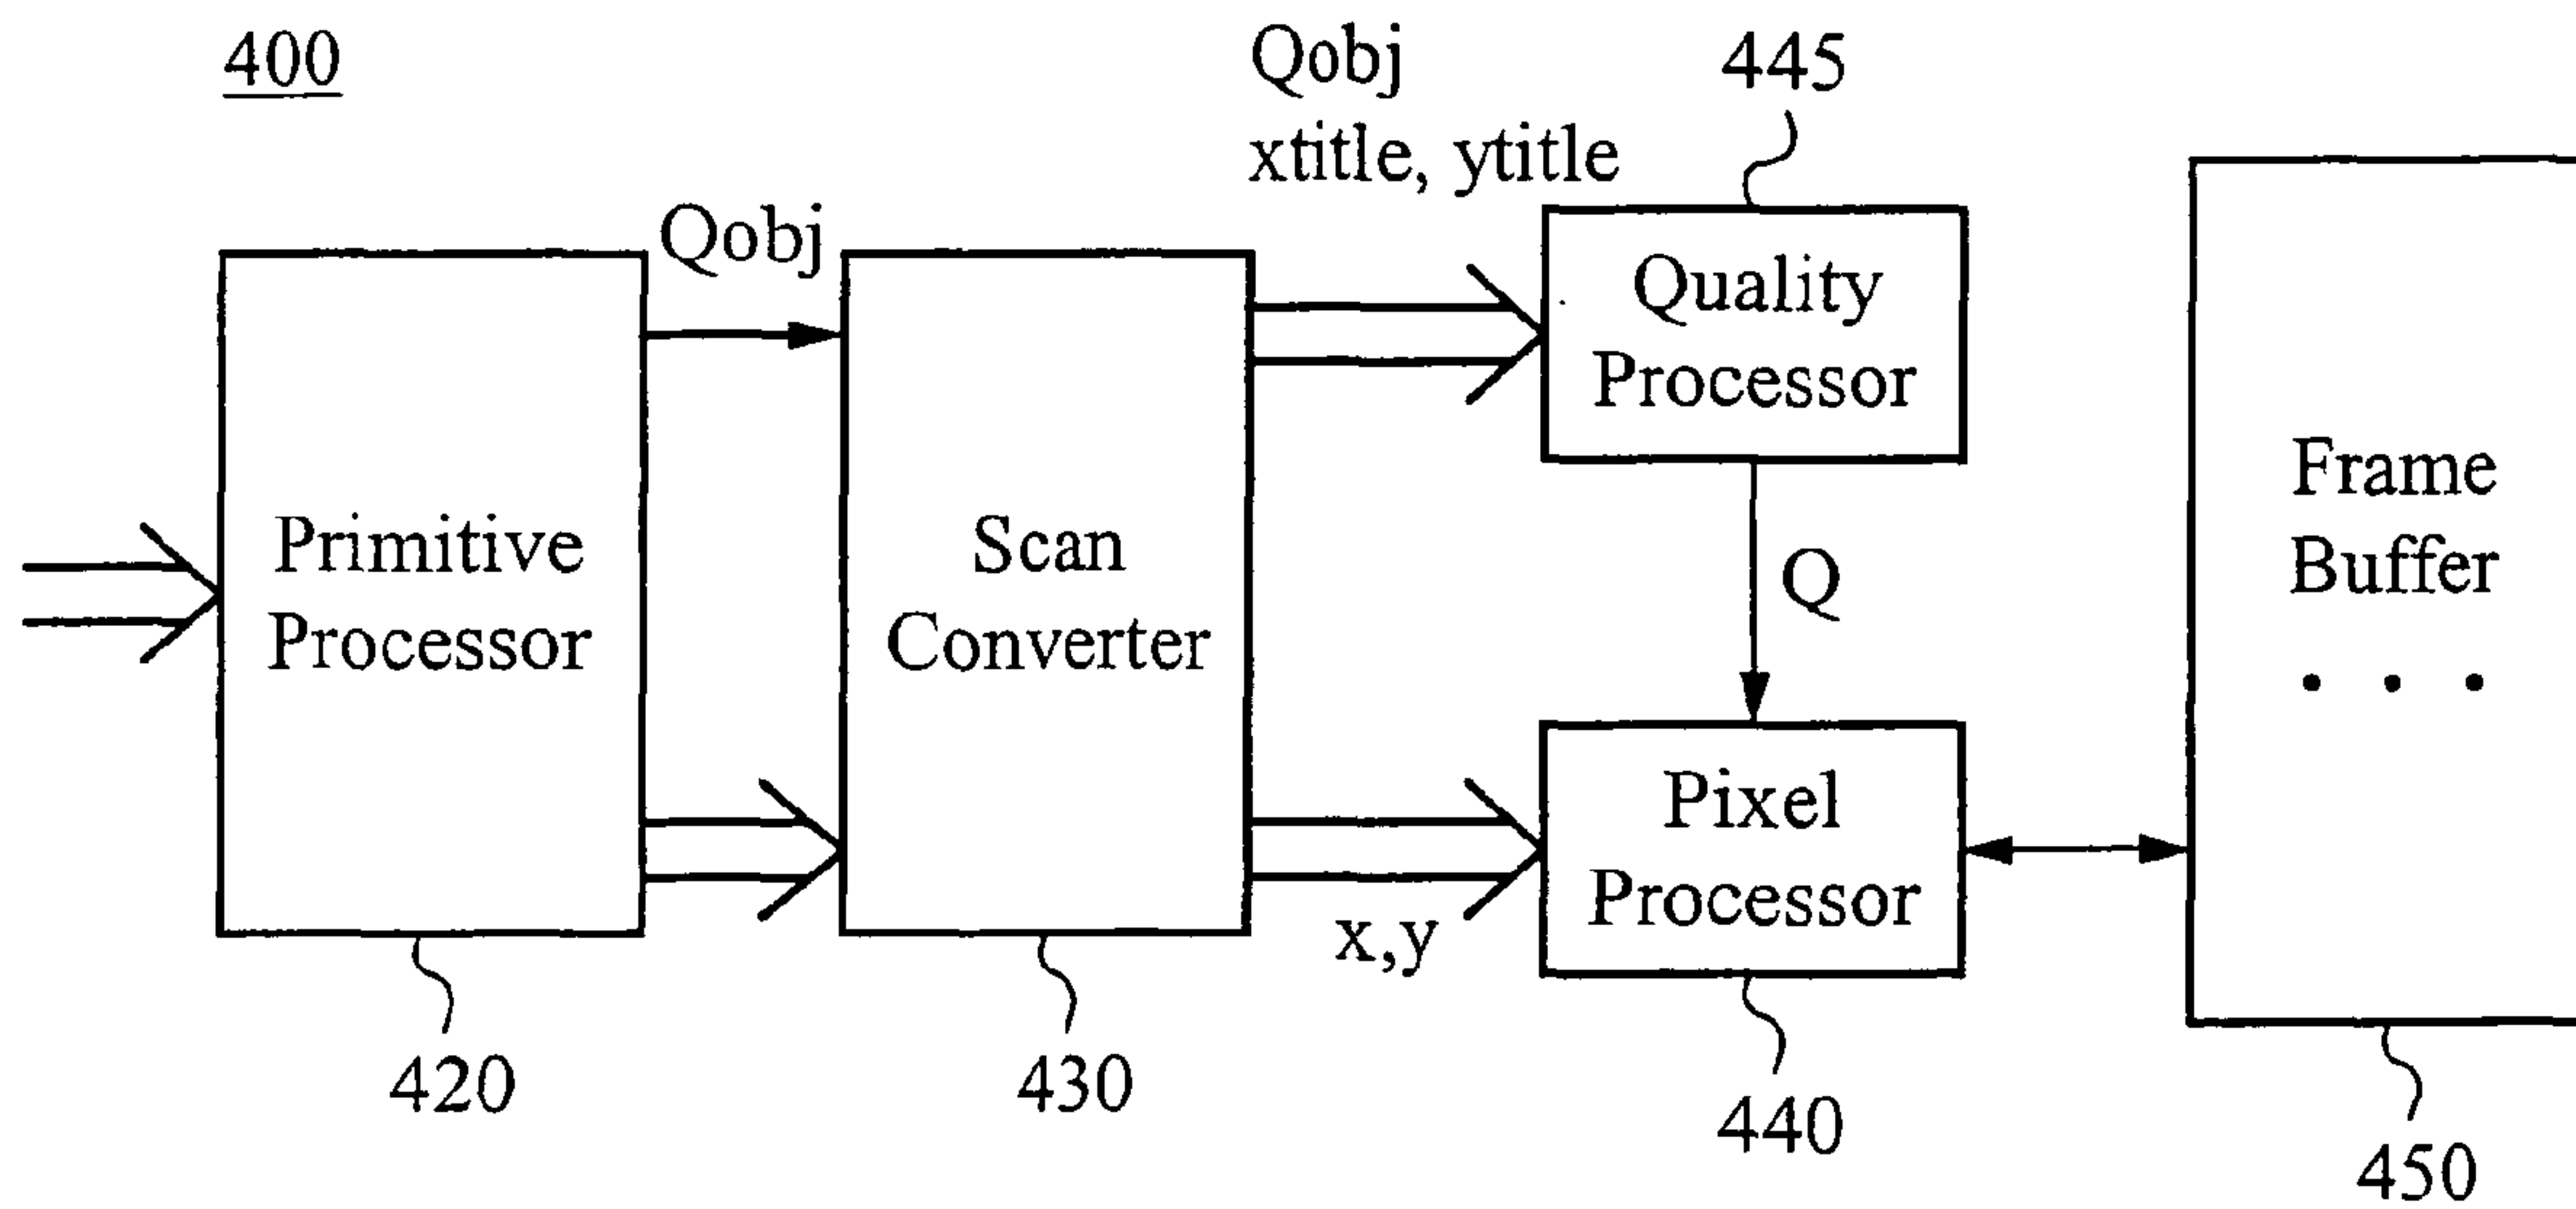 400
Qobj
xtitle, ytitle
445
Qobj
Quality
Processor
Primitive
Processor
Scan
Converter
Q
Frame
Buffer
. . .
Pixel
Processor
x,y
420
430
440
450